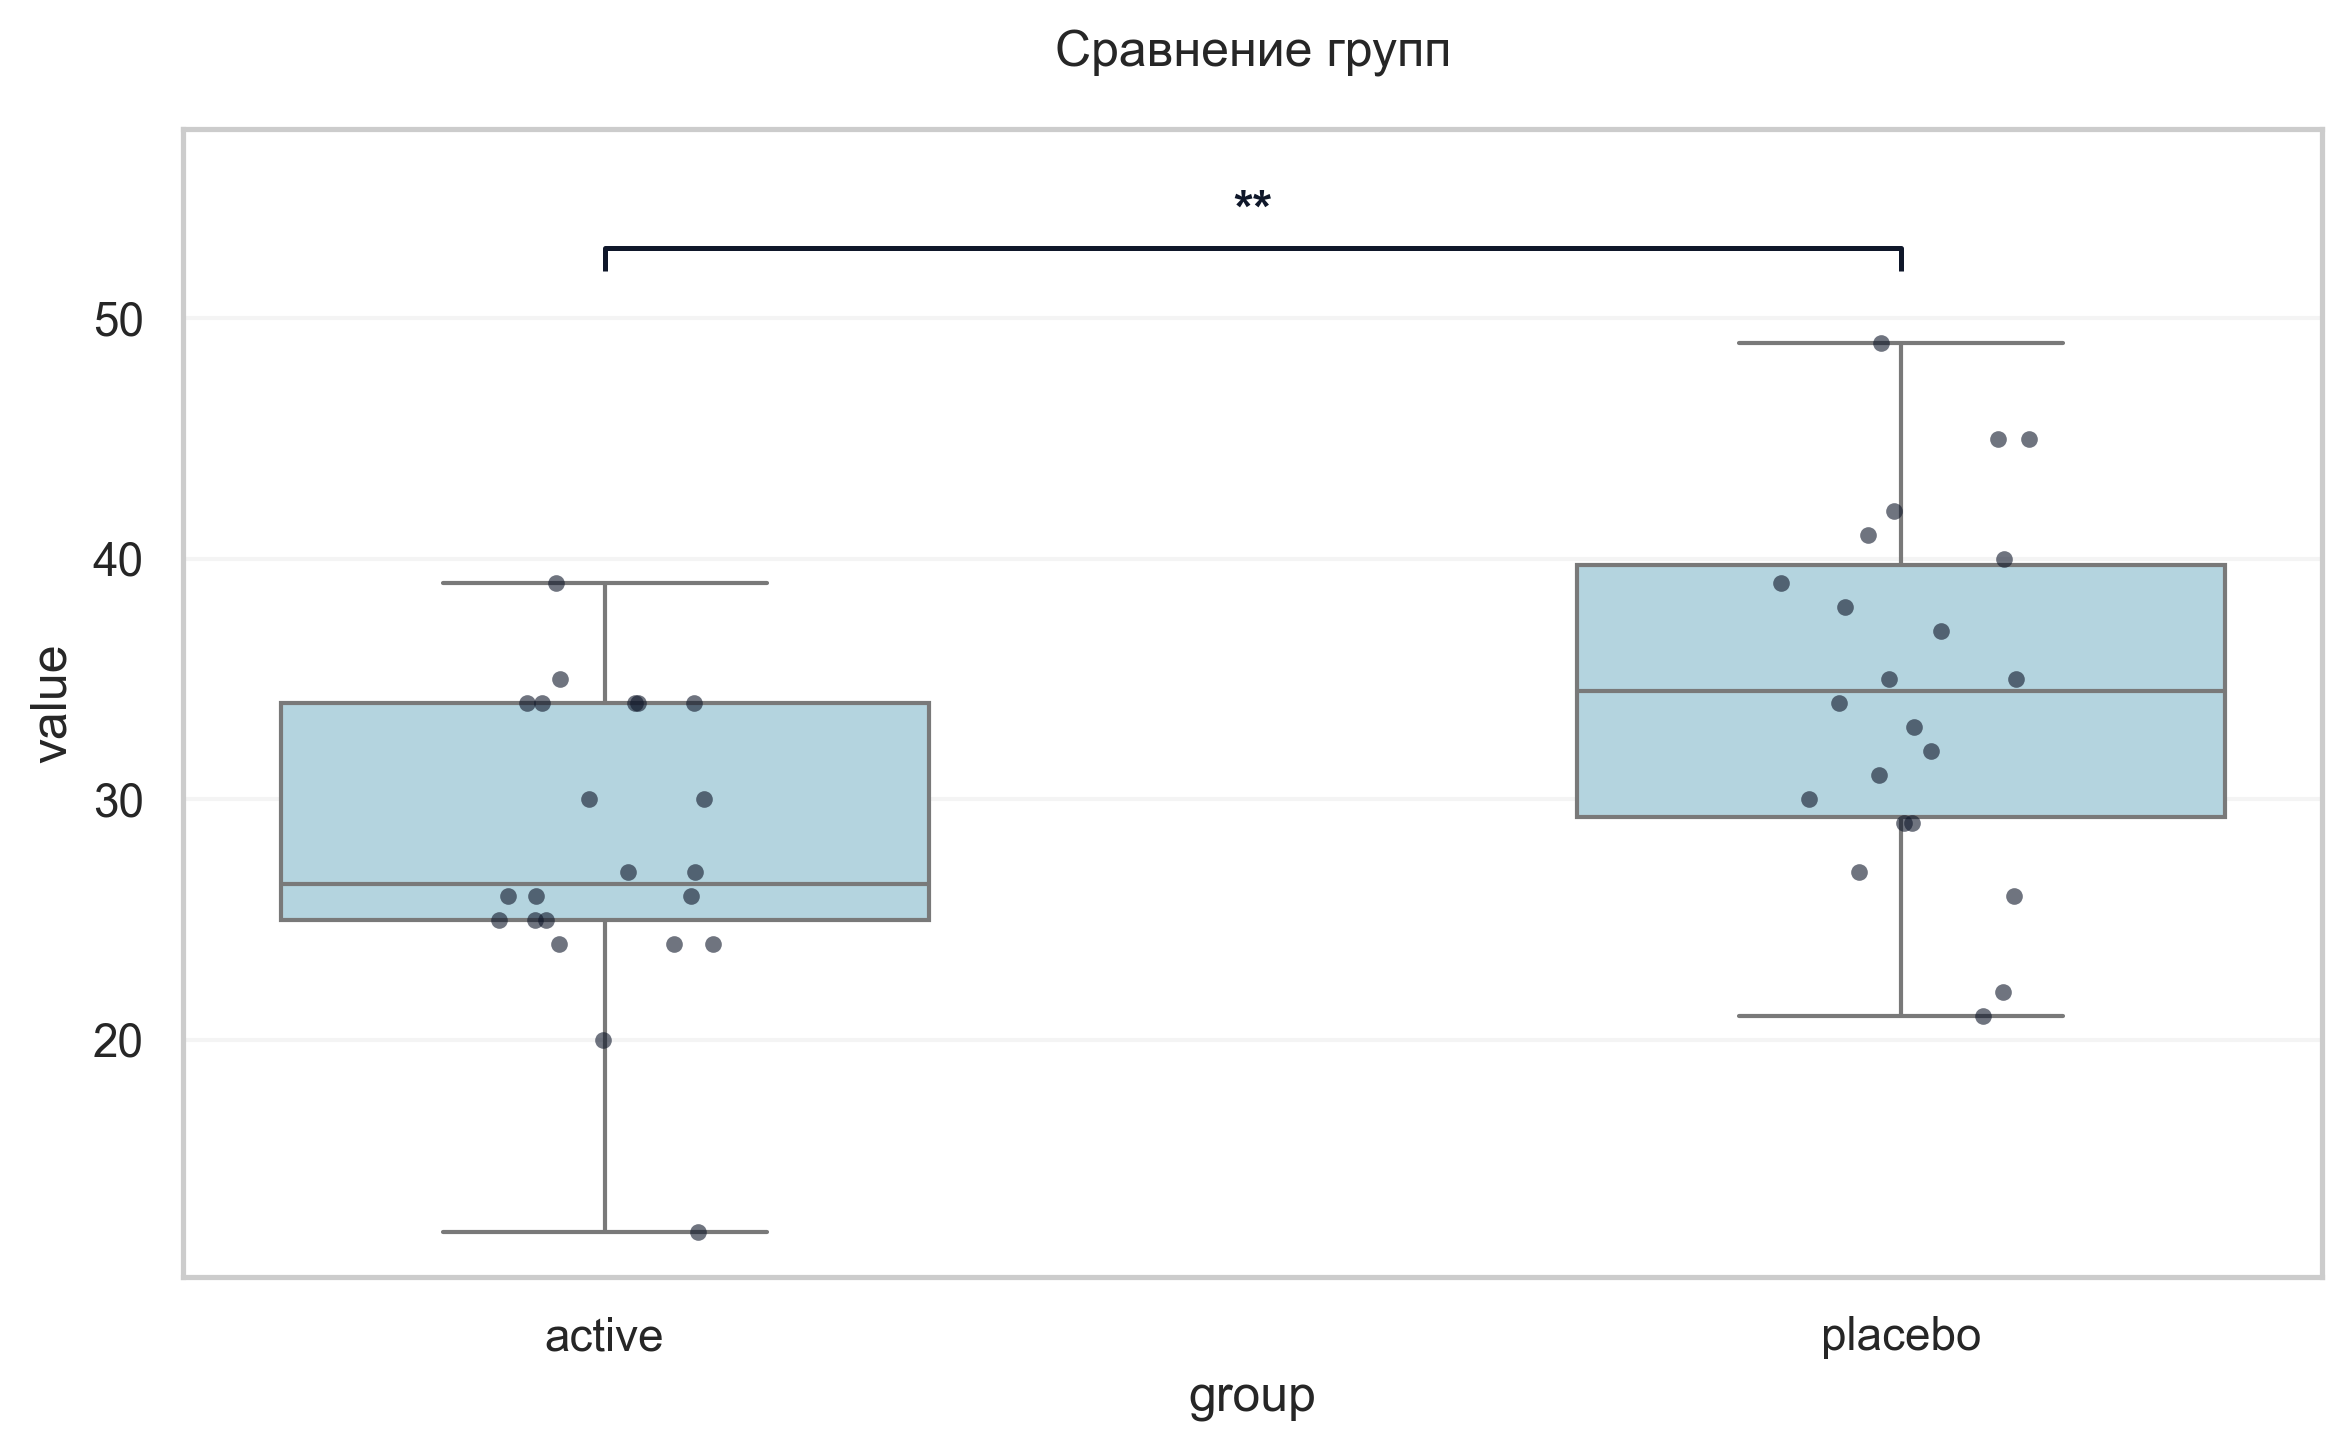 Сравнение групп
**
50
40
30
20
value
active
placebo
group